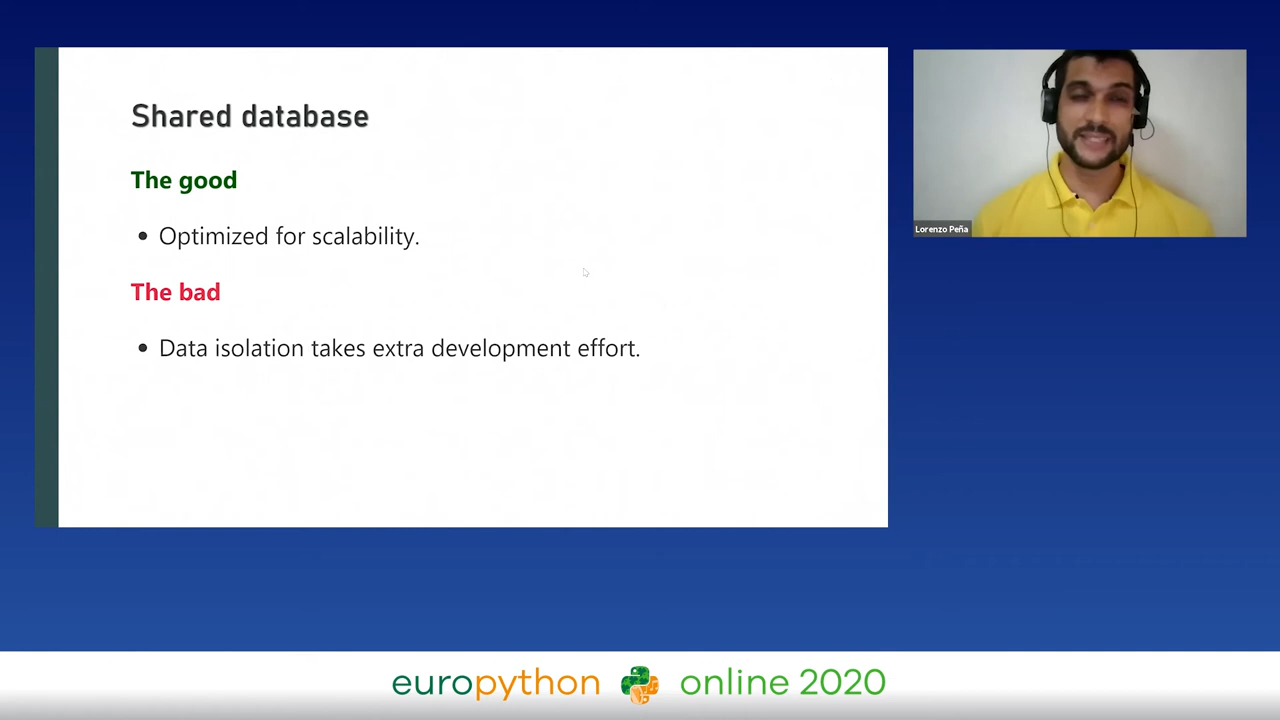 Shared database
The good
• Optimized for scalability.
The bad
• Data isolation takes extra development effort.
Lorenzo Peña
europython online 2020